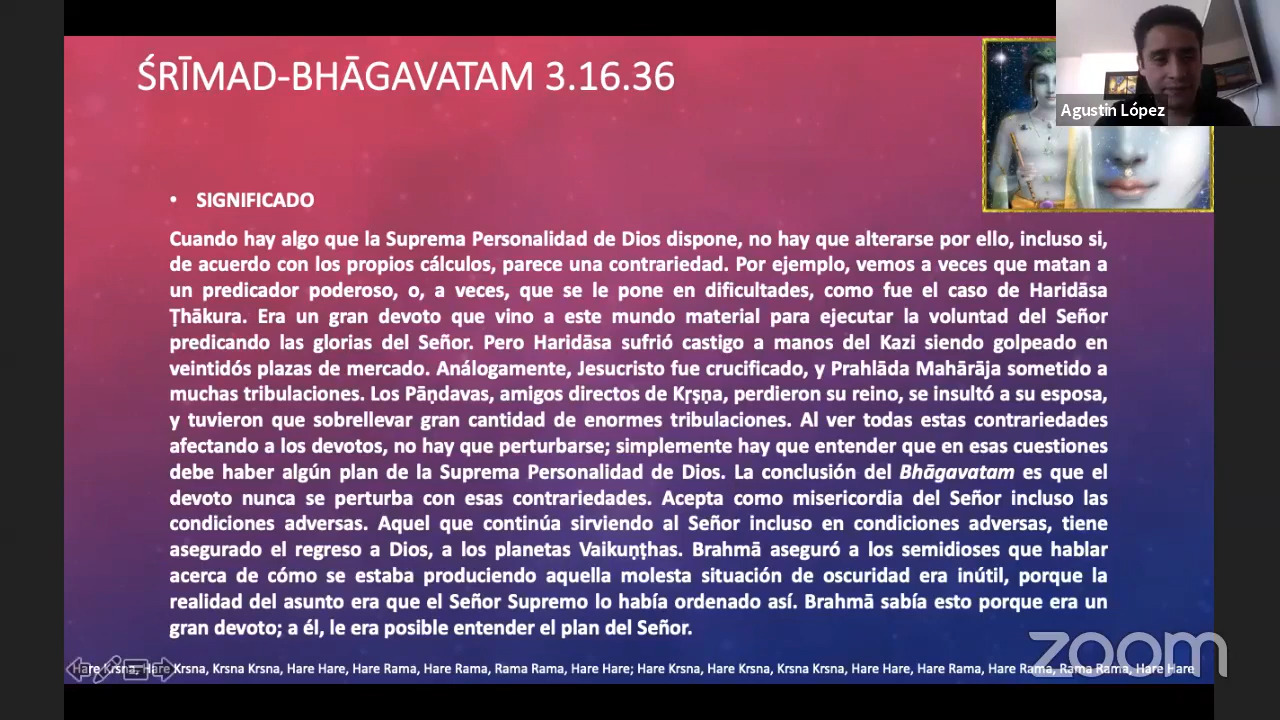 ŚRĪMAD-BHĀGAVATAM 3.16.36
Agustin López
• SIGNIFICADO
Cuando hay algo que la Suprema Personalidad de Dios dispone, no hay que alterarse por ello, incluso si,
de acuerdo con los propios cálculos, parece una contrariedad. Por ejemplo, vemos a veces que matan a
un predicador poderoso, o, a veces, que se le pone en dificultades, como fue el caso de Haridāsa
Ṭhākura. Era un gran devoto que vino a este mundo material para ejecutar la voluntad del Señor
predicando las glorias del Señor. Pero Haridāsa sufrió castigo a manos del Kazi siendo golpeado en
veintidós plazas de mercado. Análogamente, Jesucristo fue crucificado, y Prahlāda Mahārāja sometido a
muchas tribulaciones. Los Pāṇḍavas, amigos directos de Kṛṣṇa, perdieron su reino, se insultó a su esposa,
y tuvieron que sobrellevar gran cantidad de enormes tribulaciones. Al ver todas estas contrariedades
afectando a los devotos, no hay que perturbarse; simplemente hay que entender que en esas cuestiones
debe haber algún plan de la Suprema Personalidad de Dios. La conclusión del Bhāgavatam es que el
devoto nunca se perturba con esas contrariedades. Acepta como misericordia del Señor incluso las
condiciones adversas. Aquel que continúa sirviendo al Señor incluso en condiciones adversas, tiene
asegurado el regreso a Dios, a los planetas Vaikuṇṭhas. Brahmā aseguró a los semidioses que hablar
acerca de cómo se estaba produciendo aquella molesta situación de oscuridad era inútil, porque la
realidad del asunto era que el Señor Supremo lo había ordenado así. Brahmā sabía esto porque era un
gran devoto; a él, le era posible entender el plan del Señor.
zoom
Hare Krsna, Hare Krsna, Krsna Krsna, Hare Hare, Hare Rama, Hare Rama, Rama Rama, Hare Hare; Hare Krsna, Hare Krsna, Krsna Krsna, Hare Hare, Hare Rama, Hare Rama, Rama Rama, Hare Hare